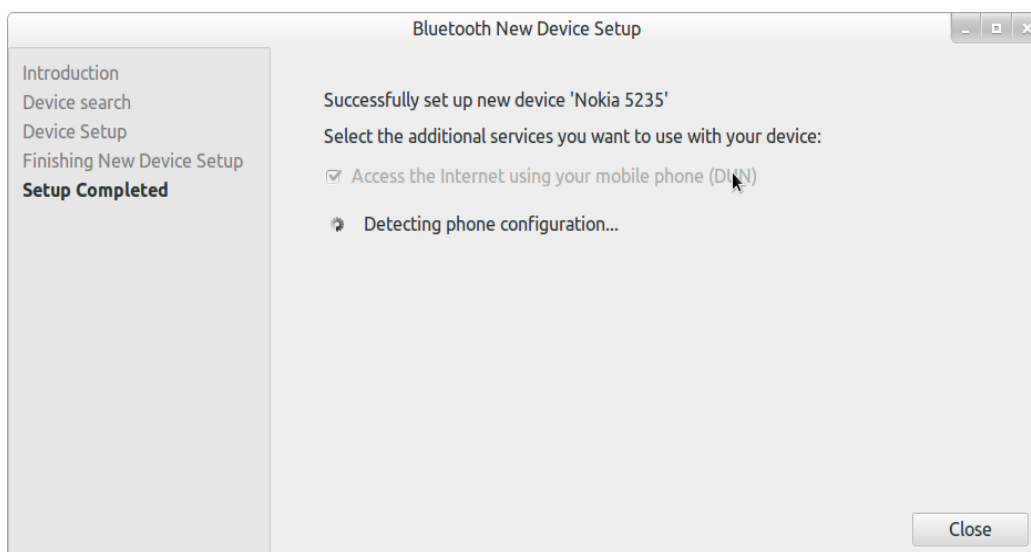 Bluetooth New Device Setup
Introduction
Device search
Device Setup
Finishing New Device Setup
Setup Completed
Successfully set up new device 'Nokia 5235'
Select the additional services you want to use with your device:
Access the Internet using your mobile phone (DUN)
Detecting phone configuration...
Close